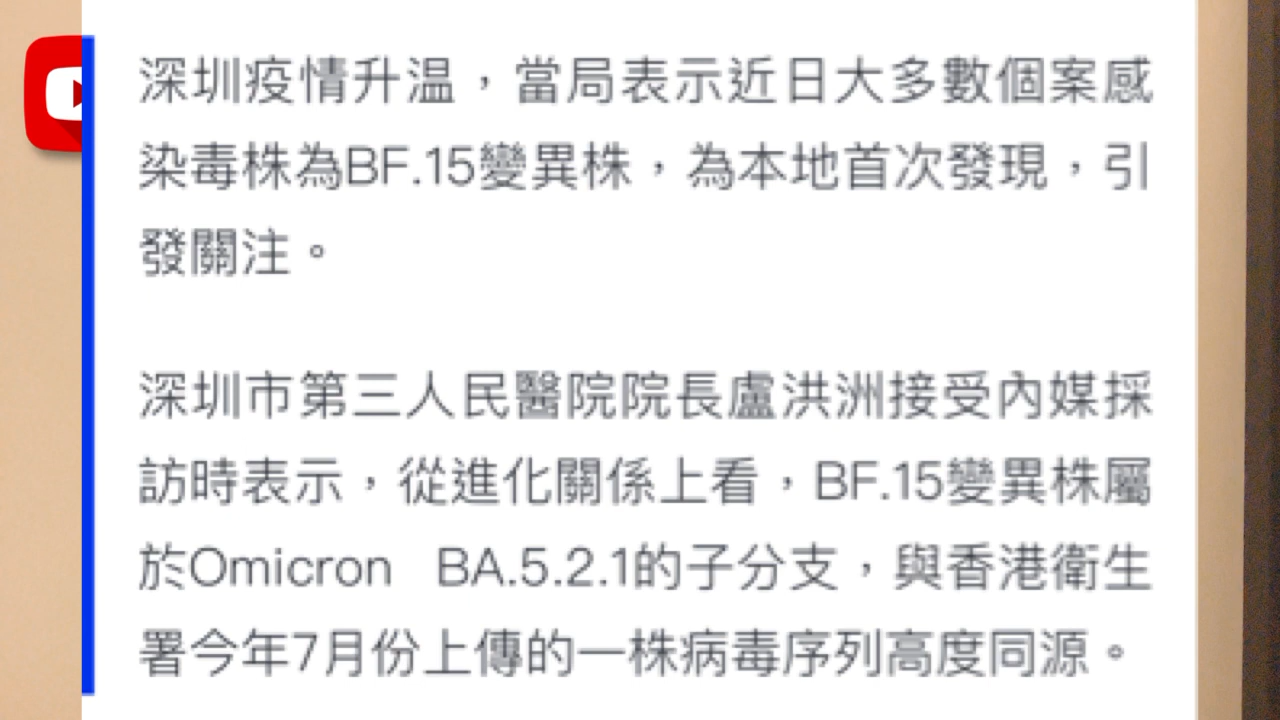 深圳疫情升温，當局表示近日大多數個案感
染毒株為BF.15變異株，為本地首次發現，引
發關注。
深圳市第三人民醫院院長盧洪洲接受內媒採
訪時表示，從進化關係上看，BF.15變異株屬
於Omicron BA.5.2.1的子分支，與香港衛生
署今年7月份上傳的一株病毒序列高度同源。